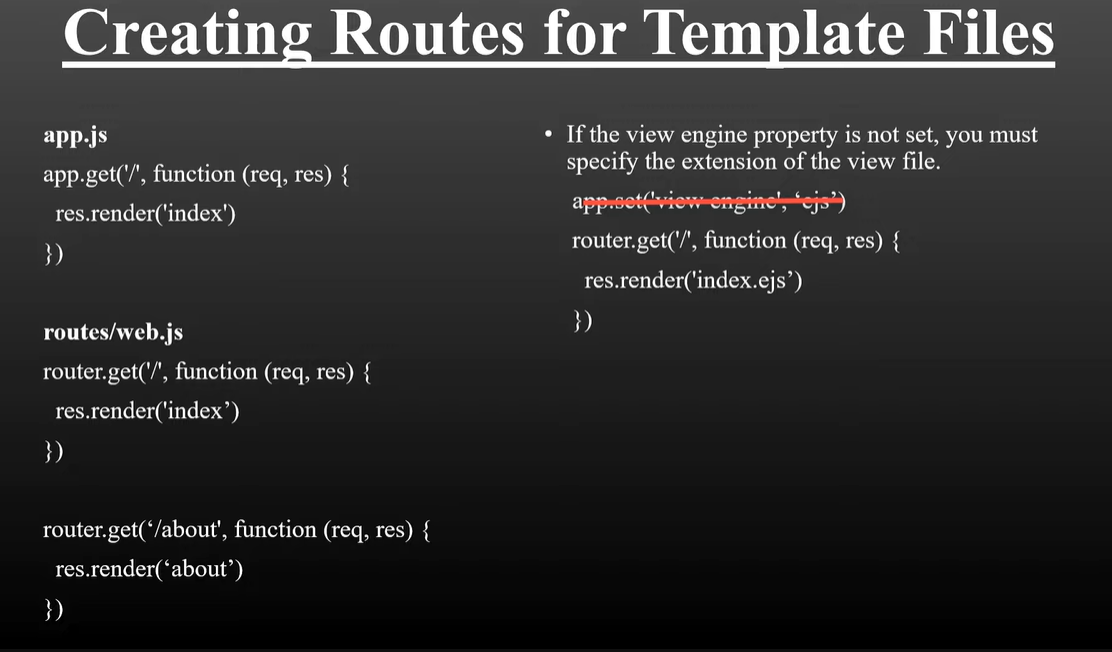 Creating Routes for Template Files
app.js
app.get('/', function (req, res) {
res.render('index')
})
routes/web.js
router.get('/', function (req, res) {
res.render('index’)
})
router.get(‘/about', function (req, res) {
res.render(‘about’)
})
• If the view engine property is not set, you must
specify the extension of the view file.
app.set('view engine', ‘ejs’)
router.get('/', function (req, res) {
res.render('index.ejs’)
})